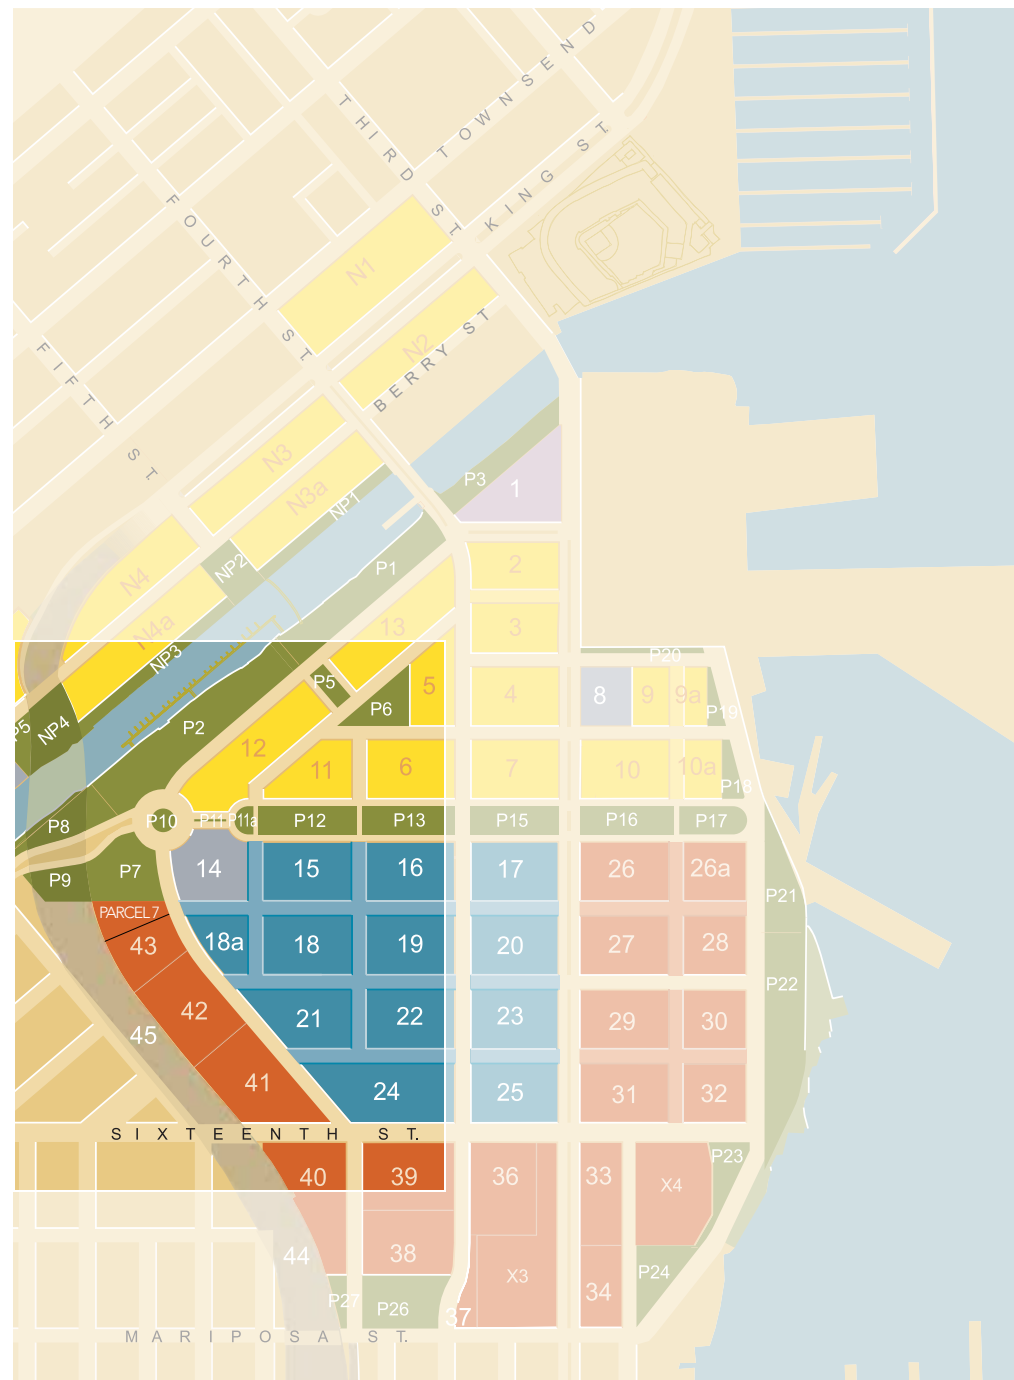 TOWNSEND
THIRD ST.
KING ST.
FOURTH ST.
N1
N2
BERRY ST
FIFTH ST.
N3
N3a
NP1
P3
1
N4
NP2
P1
2
N4a
NP3
13
3
P20
P5
5
4
8
9
9a
P19
P6
P5
NP4
P2
12
11
6
7
10
10a
P18
P8
P10
P11
P11a
P12
P13
P15
P16
P17
P9
P7
14
15
16
17
26
26a
P21
PARCEL 7
43
18a
18
19
20
27
28
P22
42
45
21
22
23
29
30
41
24
25
31
32
SIXTEENTH ST.
P23
40
39
36
33
X4
44
38
X3
34
P24
P27
P26
37
MARIPOSA ST.